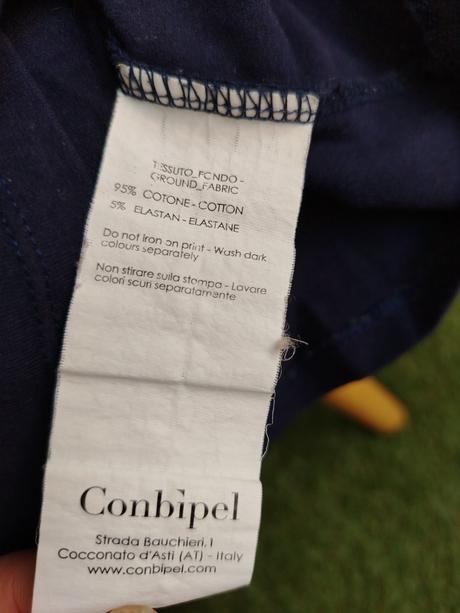 TESSUTO_FONDO -
GROUND_FABRIC
95% COTONE - COTTON
5% ELASTAN - ELASTANE
Do not iron on print - Wash dark
colours separately
Non stirare sulla stampa - Lavare
colori scuri separatamente
Conbipel
Strada Bauchieri, 1
Cocconato d'Asti (AT) - Italy
www.conbipel.com